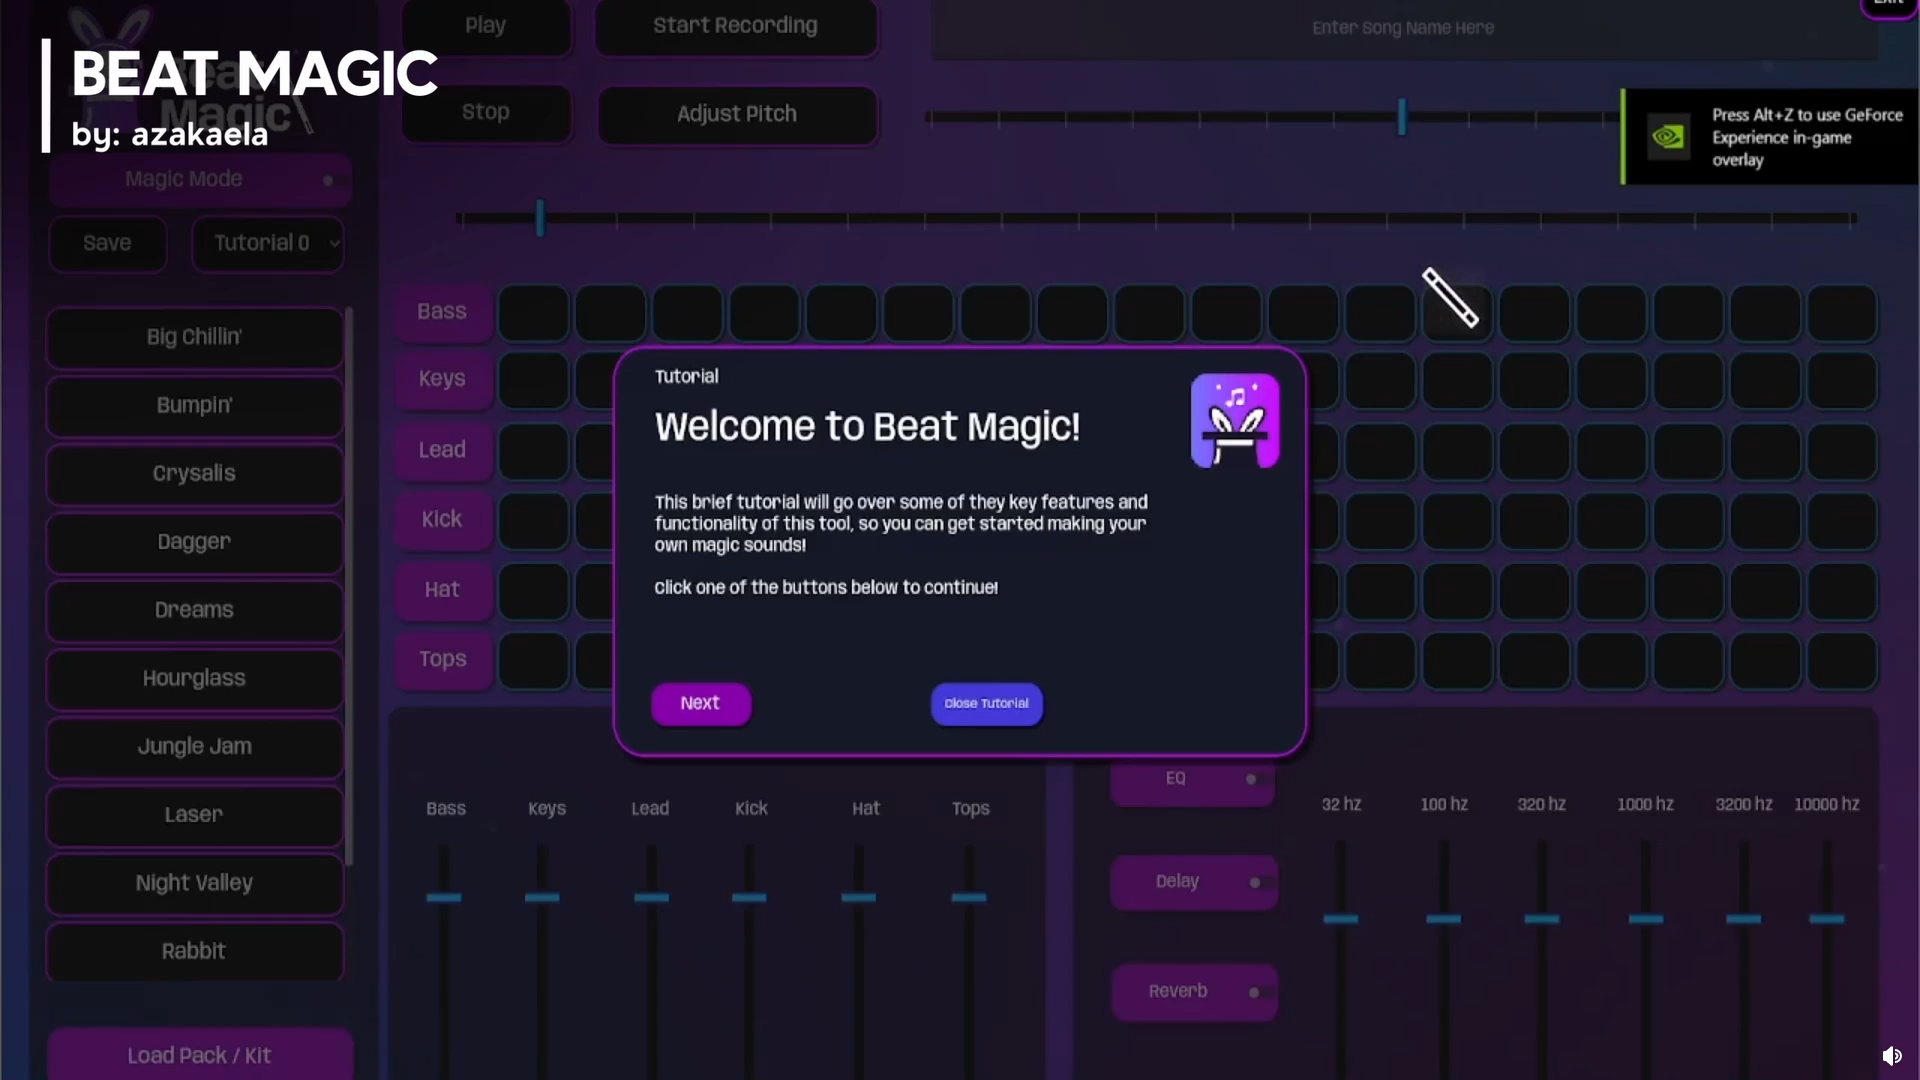 BEAT MAGIC
by: azakaela
Magic
Play
Start Recording
Enter Song Name Here
Stop
Adjust Pitch
Press Alt+Z to use GeForce
Experience in-game
overlay
Magic Mode
Save
Tutorial 0
Big Chillin'
Bumpin'
Crysalis
Dagger
Dreams
Hourglass
Jungle Jam
Laser
Night Valley
Rabbit
Load Pack / Kit
Bass
Keys
Lead
Kick
Hat
Tops
Tutorial
Welcome to Beat Magic!
This brief tutorial will go over some of they key features and
functionality of this tool, so you can get started making your
own magic sounds!
Click one of the buttons below to continue!
Next
Close Tutorial
Bass Keys Lead Kick Hat Tops
EQ
Delay
Reverb
32 hz 100 hz 320 hz 1000 hz 3200 hz 10000 hz